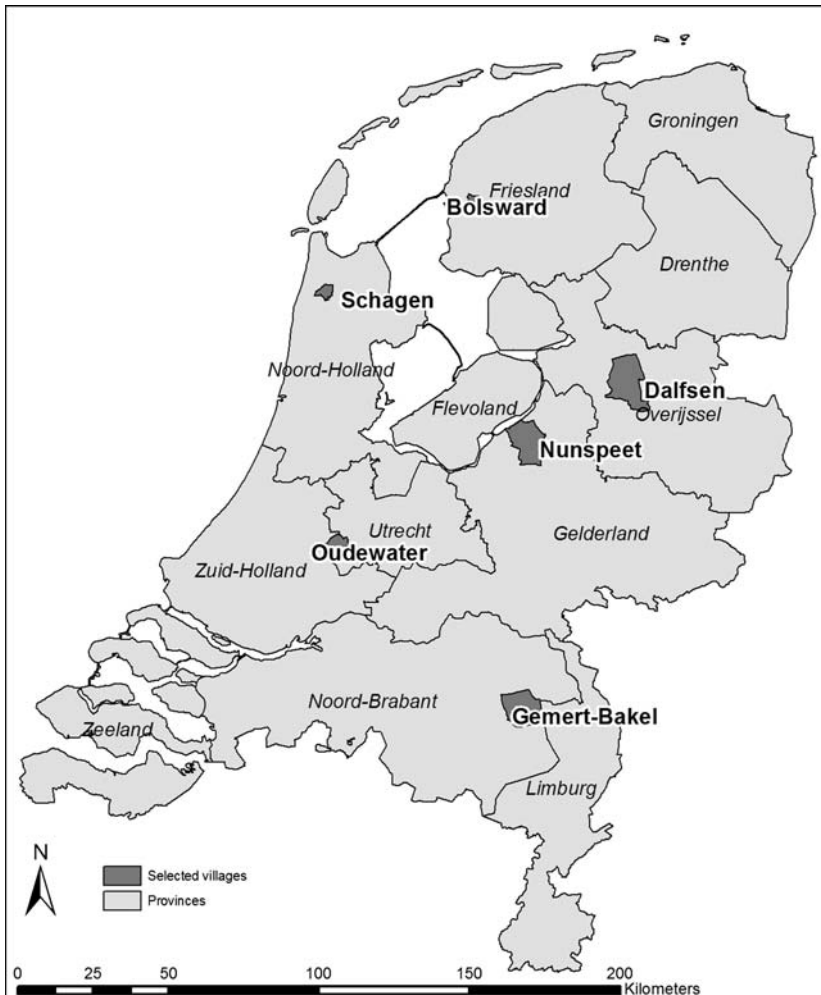 Groningen
Friesland
Bolsward
Drenthe
Schagen
Noord-Holland
Dalfsen
Flevoland
Overijssel
Nunspeet
Utrecht
Gelderland
Oudewater
Zuid-Holland
Noord-Brabant
Gemert-Bakel
Zeeland
Limburg
N
Selected villages
Provinces
0 25 50 100 150 200
Kilometers